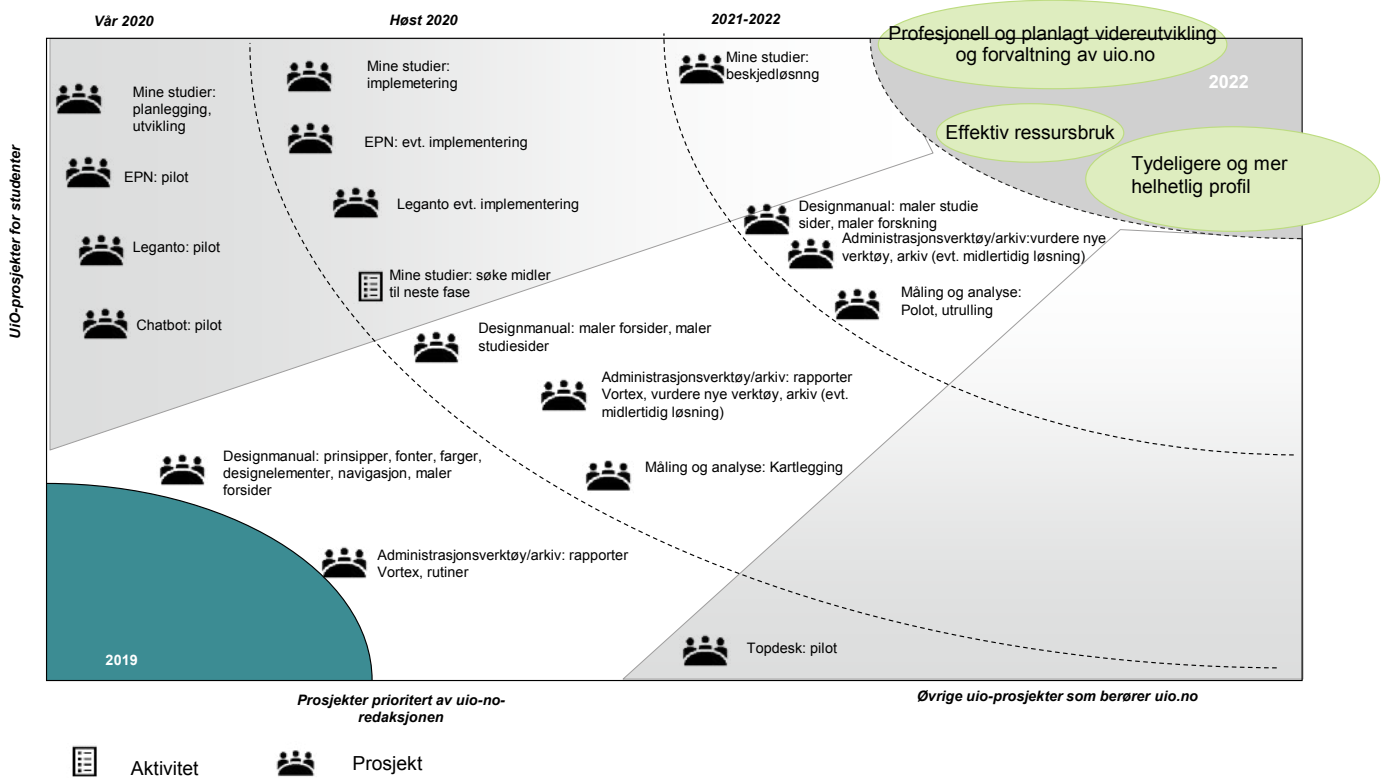 Vår 2020
Høst 2020
2021-2022
Profesjonell og planlagt videreutvikling
og forvaltning av uio.no
2022
Effektiv ressursbruk
Tydeligere og mer
helhetlig profil
UiO-prosjekter for studenter
Mine studier:
planlegging,
utvikling
EPN: pilot
Leganto: pilot
Chatbot: pilot
Mine studier:
implemetering
EPN: evt. implementering
Leganto evt. implementering
Mine studier: søke midler
til neste fase
Mine studier:
beskjedløsnng
Designmanual: maler studie
sider, maler forskning
Administrasjonsverktøy/arkiv:vurdere nye
verktøy, arkiv (evt. midlertidig løsning)
Måling og analyse:
Polot, utrulling
Designmanual: maler forsider, maler
studiesider
Administrasjonsverktøy/arkiv: rapporter
Vortex, vurdere nye verktøy, arkiv (evt.
midlertidig løsning)
Måling og analyse: Kartlegging
Designmanual: prinsipper, fonter, farger,
designelementer, navigasjon, maler
forsider
Administrasjonsverktøy/arkiv: rapporter
Vortex, rutiner
Topdesk: pilot
2019
Prosjekter prioritert av uio-no-
redaksjonen
Øvrige uio-prosjekter som berører uio.no
Aktivitet
Prosjekt